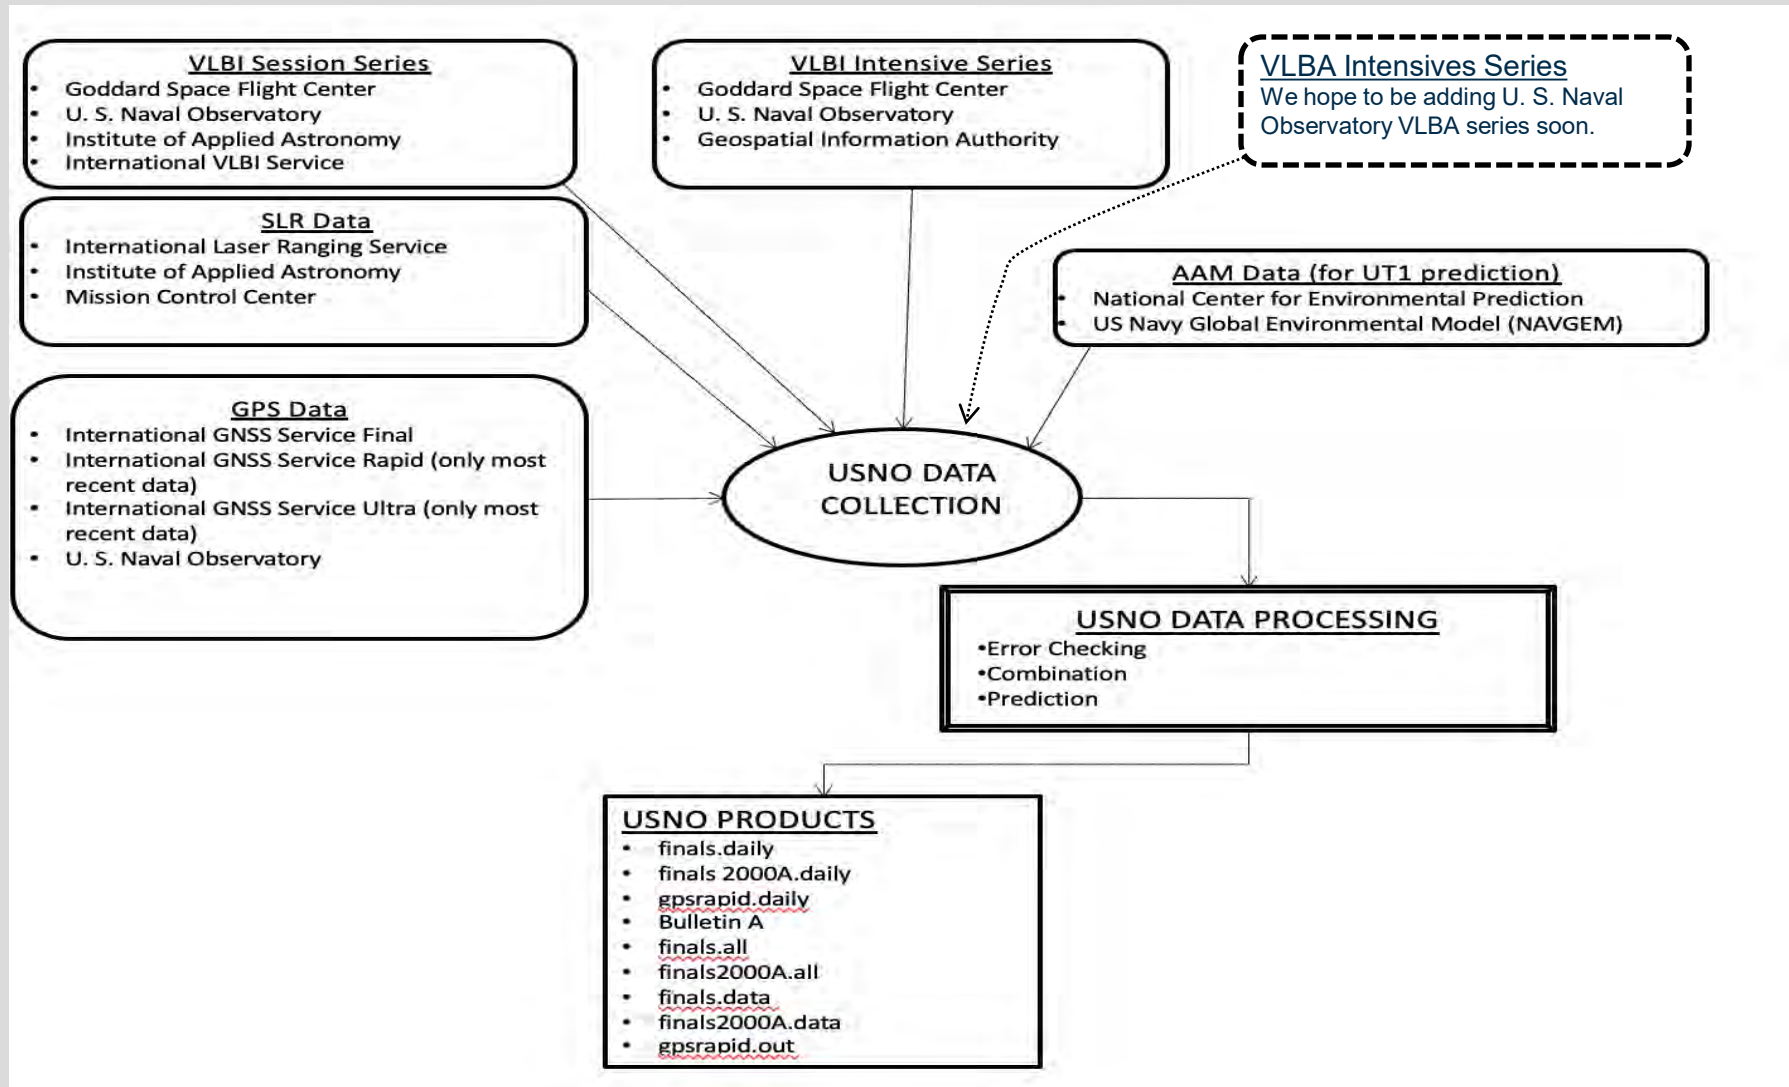 VLBI Session Series
• Goddard Space Flight Center
• U. S. Naval Observatory
• Institute of Applied Astronomy
• International VLBI Service
VLBI Intensive Series
• Goddard Space Flight Center
• U. S. Naval Observatory
• Geospatial Information Authority
VLBA Intensives Series
We hope to be adding U. S. Naval
Observatory VLBA series soon.
SLR Data
• International Laser Ranging Service
• Institute of Applied Astronomy
• Mission Control Center
AAM Data (for UT1 prediction)
• National Center for Environmental Prediction
• US Navy Global Environmental Model (NAVGEM)
GPS Data
• International GNSS Service Final
• International GNSS Service Rapid (only most
recent data)
• International GNSS Service Ultra (only most
recent data)
• U. S. Naval Observatory
USNO DATA
COLLECTION
USNO DATA PROCESSING
•Error Checking
•Combination
•Prediction
USNO PRODUCTS
• finals.daily
• finals 2000A.daily
• gpsrapid.daily
• Bulletin A
• finals.all
• finals2000A.all
• finals.data
• finals2000A.data
• gpsrapid.out